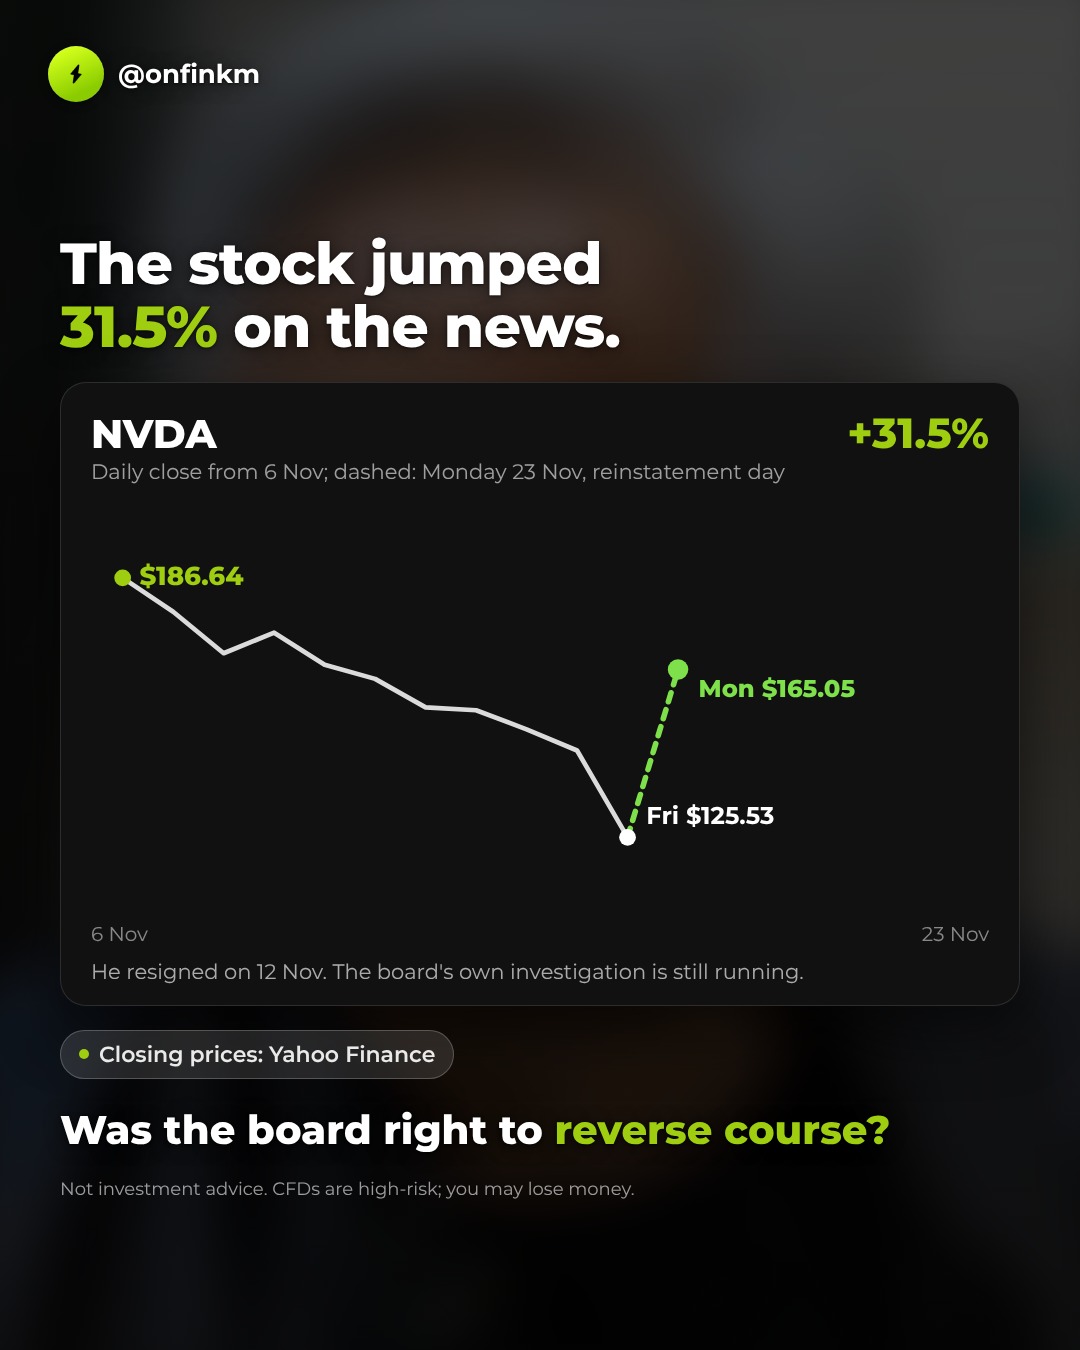 @onfinkm
The stock jumped
31.5% on the news.
NVDA
+31.5%
Daily close from 6 Nov; dashed: Monday 23 Nov, reinstatement day
$186.64
Mon $165.05
Fri $125.53
6 Nov
23 Nov
He resigned on 12 Nov. The board's own investigation is still running.
Closing prices: Yahoo Finance
Was the board right to reverse course?
Not investment advice. CFDs are high-risk; you may lose money.